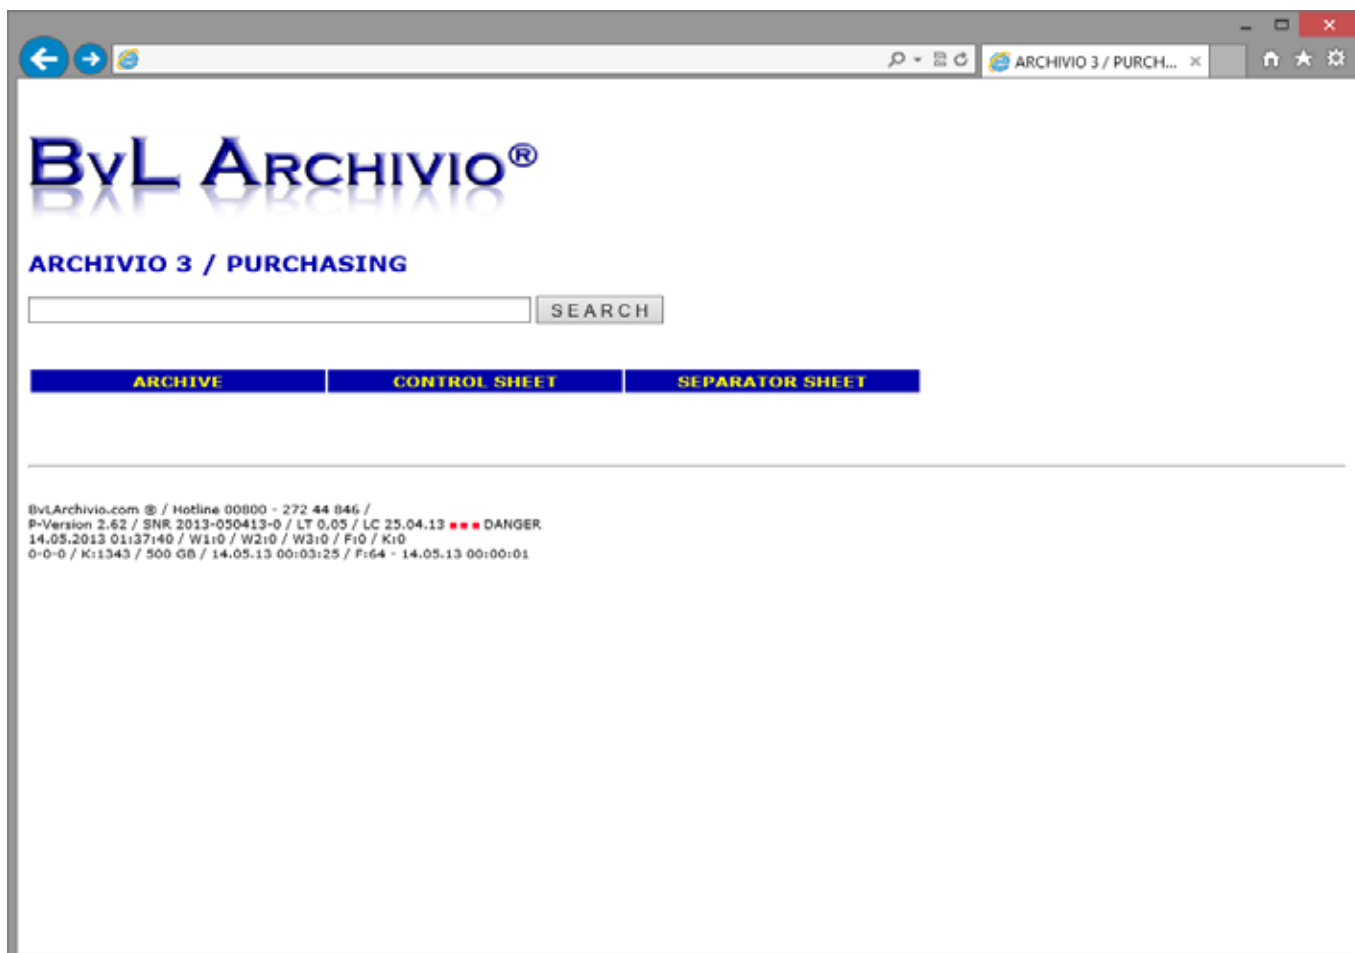 ARCHIVIO 3 / PURCH...
BvL Archivio®
ARCHIVIO 3 / PURCHASING
SEARCH
ARCHIVE CONTROL SHEET SEPARATOR SHEET
BvLArchivio.com ® / Hotline 00800 - 272 44 846 /
P-Version 2.62 / SNR 2013-050413-0 / LT 0.05 / LC 25.04.13 ■ ■ ■ DANGER
14.05.2013 01:37:40 / W1:0 / W2:0 / W3:0 / F:0 / K:0
0-0-0 / K:1343 / 500 GB / 14.05.13 00:03:25 / F:64 - 14.05.13 00:00:01